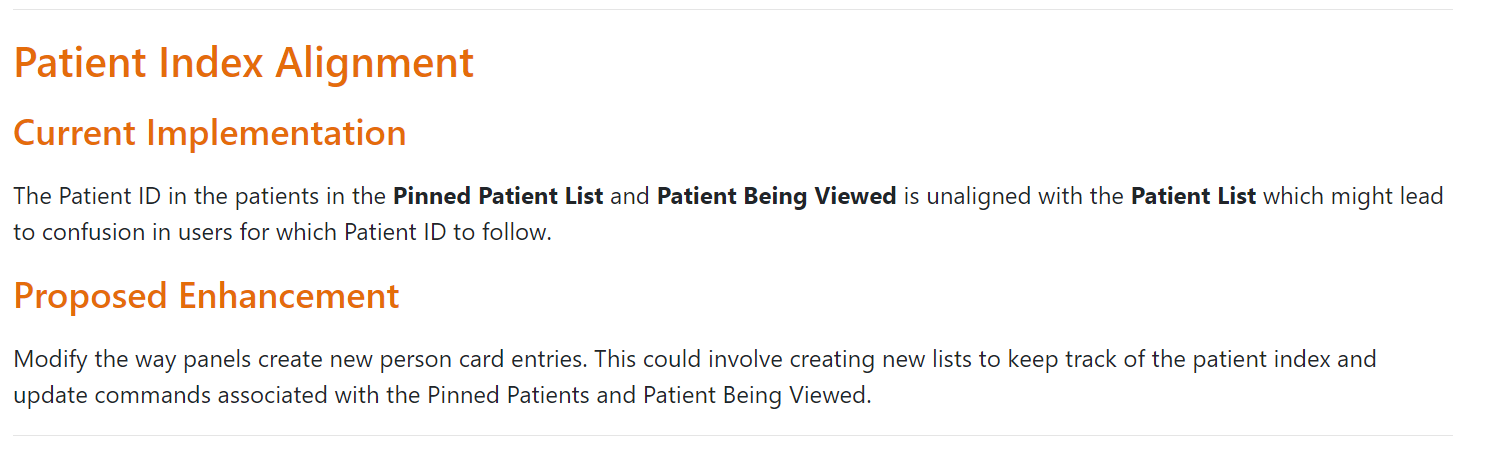 Patient Index Alignment
Current Implementation
The Patient ID in the patients in the Pinned Patient List and Patient Being Viewed is unaligned with the Patient List which might lead
to confusion in users for which Patient ID to follow.
Proposed Enhancement
Modify the way panels create new person card entries. This could involve creating new lists to keep track of the patient index and
update commands associated with the Pinned Patients and Patient Being Viewed.